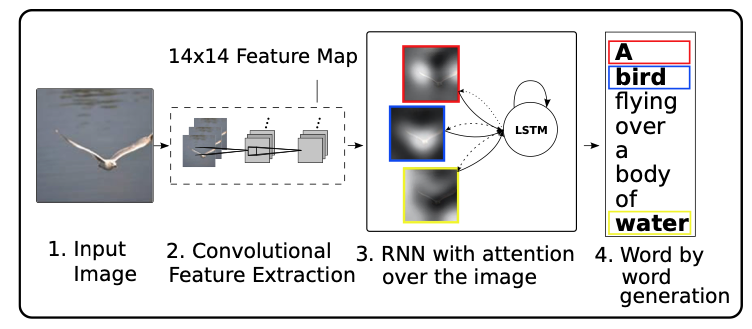 14x14 Feature Map
LSTM
A
bird
flying
over
a
body
of
water
1. Input
Image
2. Convolutional
Feature Extraction
3. RNN with attention
over the image
4. Word by
word
generation